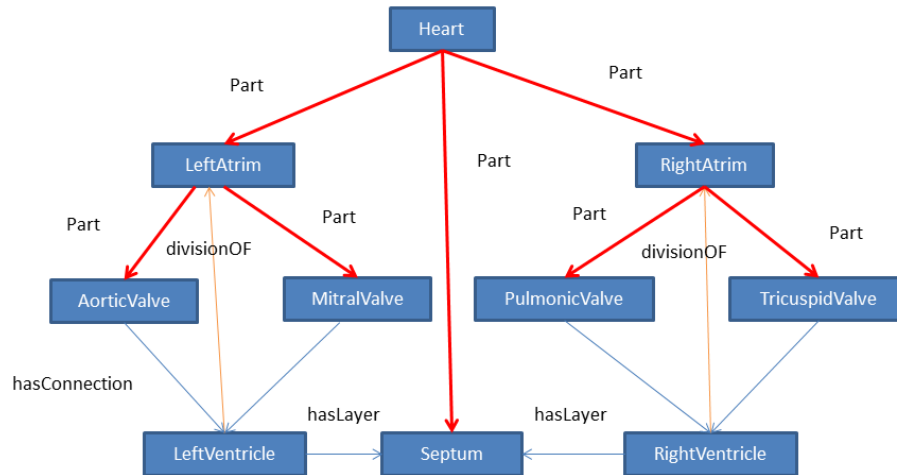 Heart
Part
Part
LeftAtrim
Part
RightAtrim
Part
Part
Part
Part
divisionOF
divisionOF
AorticValve
MitralValve
PulmonicValve
TricuspidValve
hasConnection
hasLayer
hasLayer
LeftVentricle
Septum
RightVentricle